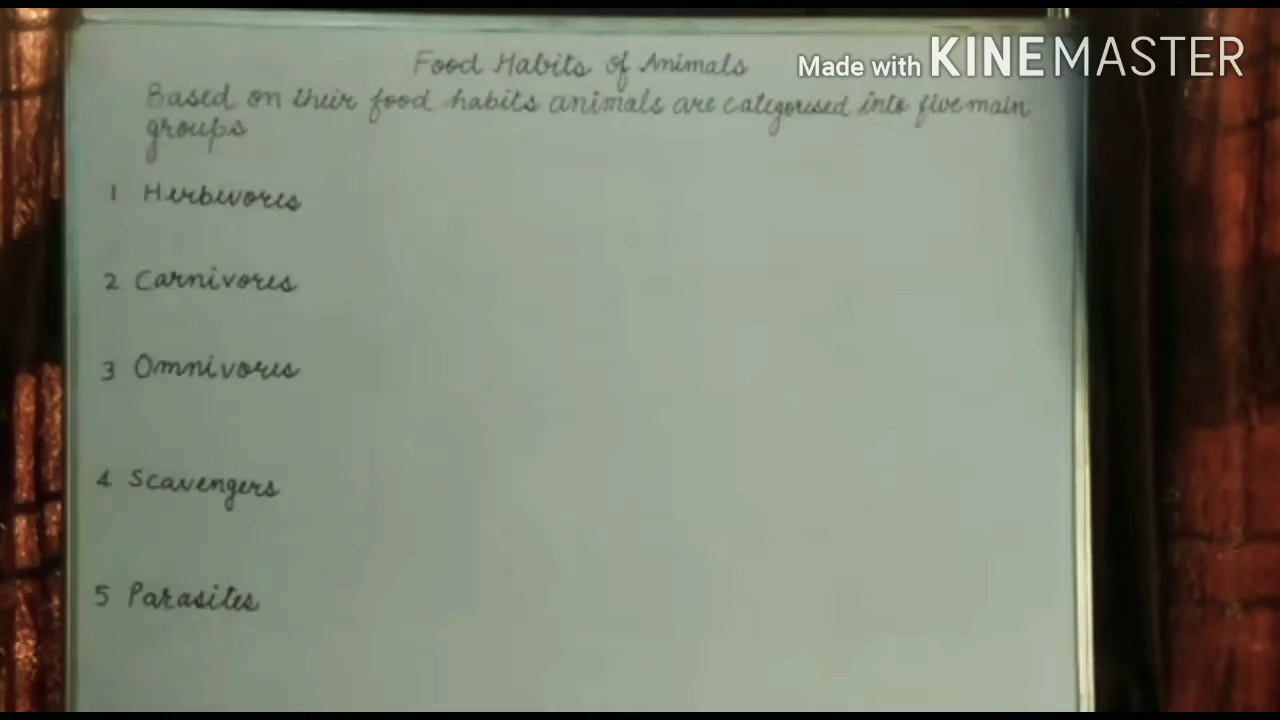 Food Habits of Animals
Made with KINEMASTER
Based on their food habits animals are categorised into five main
groups
1 Herbivores
2 Carnivores
3 Omnivores
4 Scavengers
5 Parasites